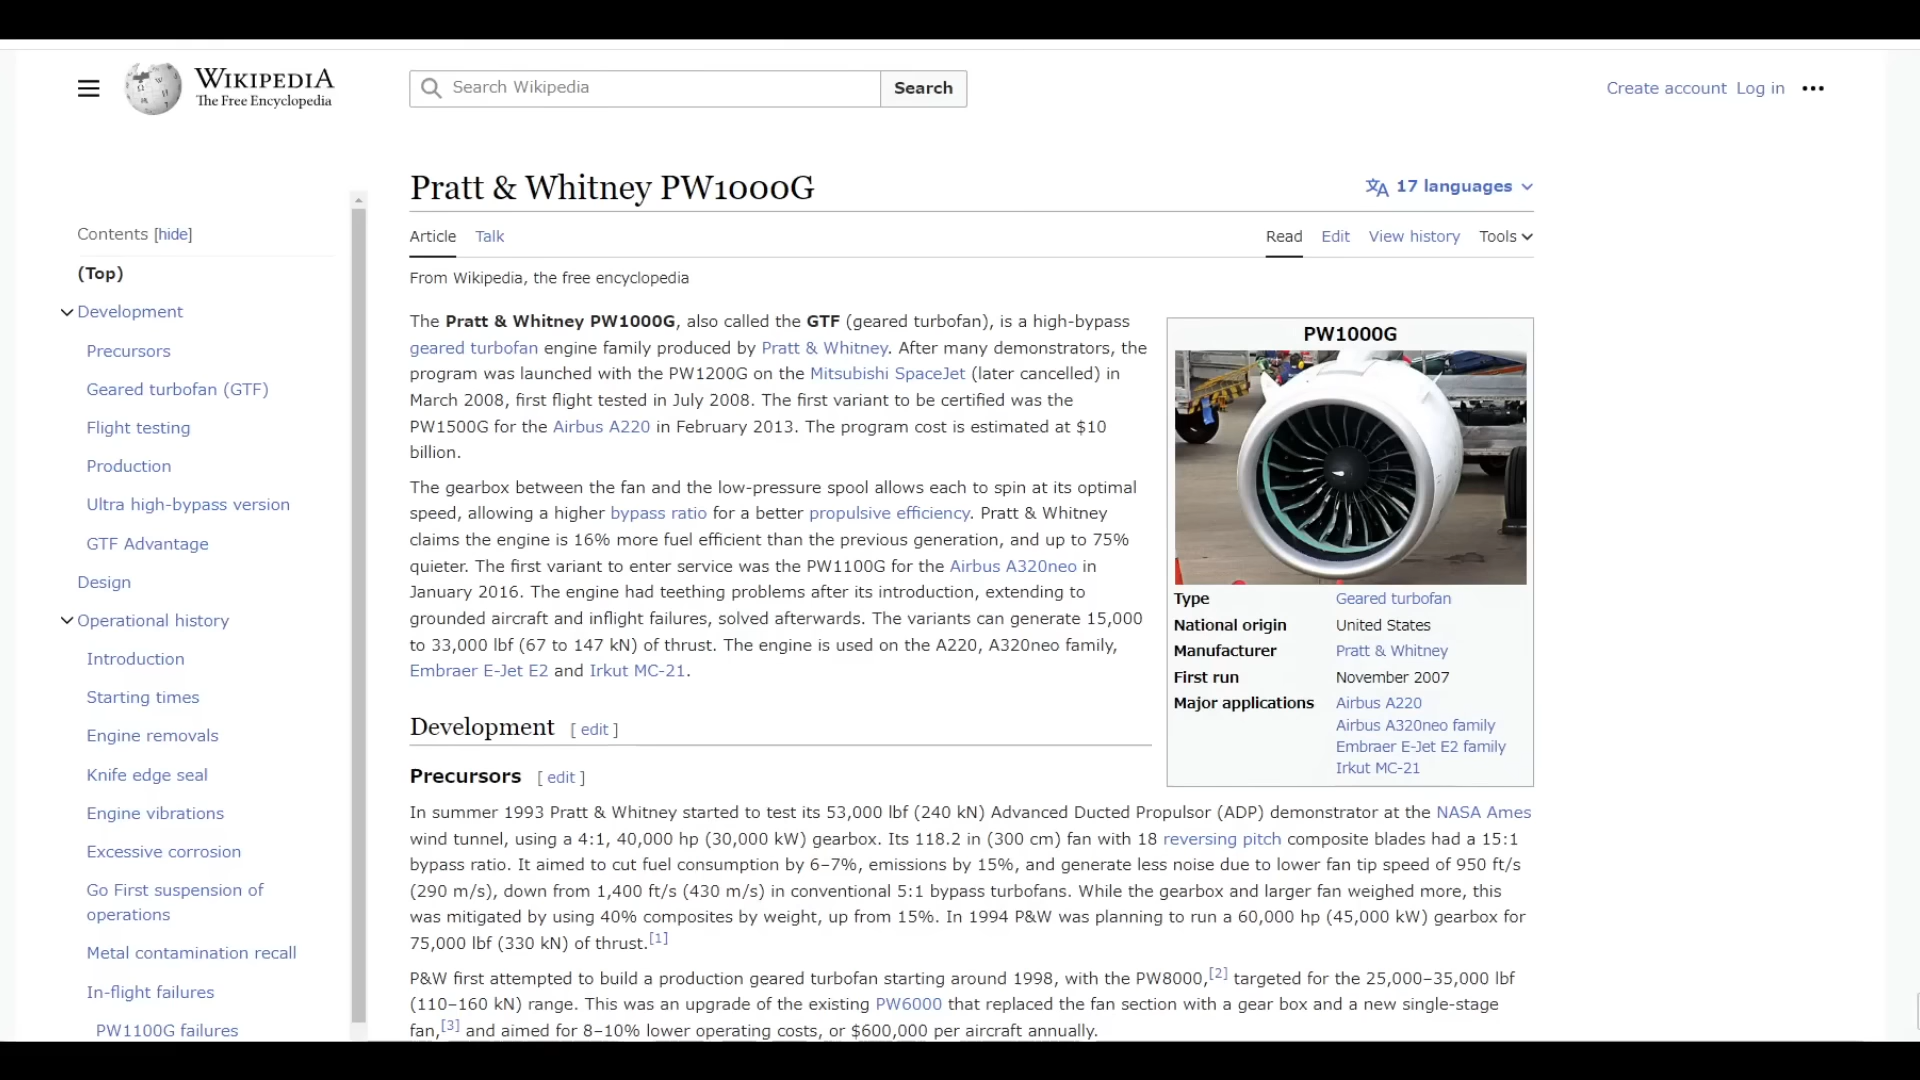 WIKIPEDIA
The Free Encyclopedia
Search Wikipedia
Search
Create account Log in
Contents [hide]
(Top)
Development
Precursors
Geared turbofan (GTF)
Flight testing
Production
Ultra high-bypass version
GTF Advantage
Design
Operational history
Introduction
Starting times
Engine removals
Knife edge seal
Engine vibrations
Excessive corrosion
Go First suspension of
operations
Metal contamination recall
In-flight failures
PW1100G failures
Pratt & Whitney PW1000G
17 languages
Article Talk
Read Edit View history Tools
From Wikipedia, the free encyclopedia
The Pratt & Whitney PW1000G, also called the GTF (geared turbofan), is a high-bypass
geared turbofan engine family produced by Pratt & Whitney. After many demonstrators, the
program was launched with the PW1200G on the Mitsubishi SpaceJet (later cancelled) in
March 2008, first flight tested in July 2008. The first variant to be certified was the
PW1500G for the Airbus A220 in February 2013. The program cost is estimated at $10
billion.
The gearbox between the fan and the low-pressure spool allows each to spin at its optimal
speed, allowing a higher bypass ratio for a better propulsive efficiency. Pratt & Whitney
claims the engine is 16% more fuel efficient than the previous generation, and up to 75%
quieter. The first variant to enter service was the PW1100G for the Airbus A320neo in
January 2016. The engine had teething problems after its introduction, extending to
grounded aircraft and inflight failures, solved afterwards. The variants can generate 15,000
to 33,000 lbf (67 to 147 kN) of thrust. The engine is used on the A220, A320neo family,
Embraer E-Jet E2 and Irkut MC-21.
PW1000G
Type Geared turbofan
National origin United States
Manufacturer Pratt & Whitney
First run November 2007
Major applications Airbus A220
Airbus A320neo family
Embraer E-Jet E2 family
Irkut MC-21
Development [ edit ]
Precursors [ edit ]
In summer 1993 Pratt & Whitney started to test its 53,000 lbf (240 kN) Advanced Ducted Propulsor (ADP) demonstrator at the NASA Ames
wind tunnel, using a 4:1, 40,000 hp (30,000 kW) gearbox. Its 118.2 in (300 cm) fan with 18 reversing pitch composite blades had a 15:1
bypass ratio. It aimed to cut fuel consumption by 6–7%, emissions by 15%, and generate less noise due to lower fan tip speed of 950 ft/s
(290 m/s), down from 1,400 ft/s (430 m/s) in conventional 5:1 bypass turbofans. While the gearbox and larger fan weighed more, this
was mitigated by using 40% composites by weight, up from 15%. In 1994 P&W was planning to run a 60,000 hp (45,000 kW) gearbox for
75,000 lbf (330 kN) of thrust.[1]
P&W first attempted to build a production geared turbofan starting around 1998, with the PW8000,[2] targeted for the 25,000–35,000 lbf
(110–160 kN) range. This was an upgrade of the existing PW6000 that replaced the fan section with a gear box and a new single-stage
fan,[3] and aimed for 8–10% lower operating costs, or $600,000 per aircraft annually.